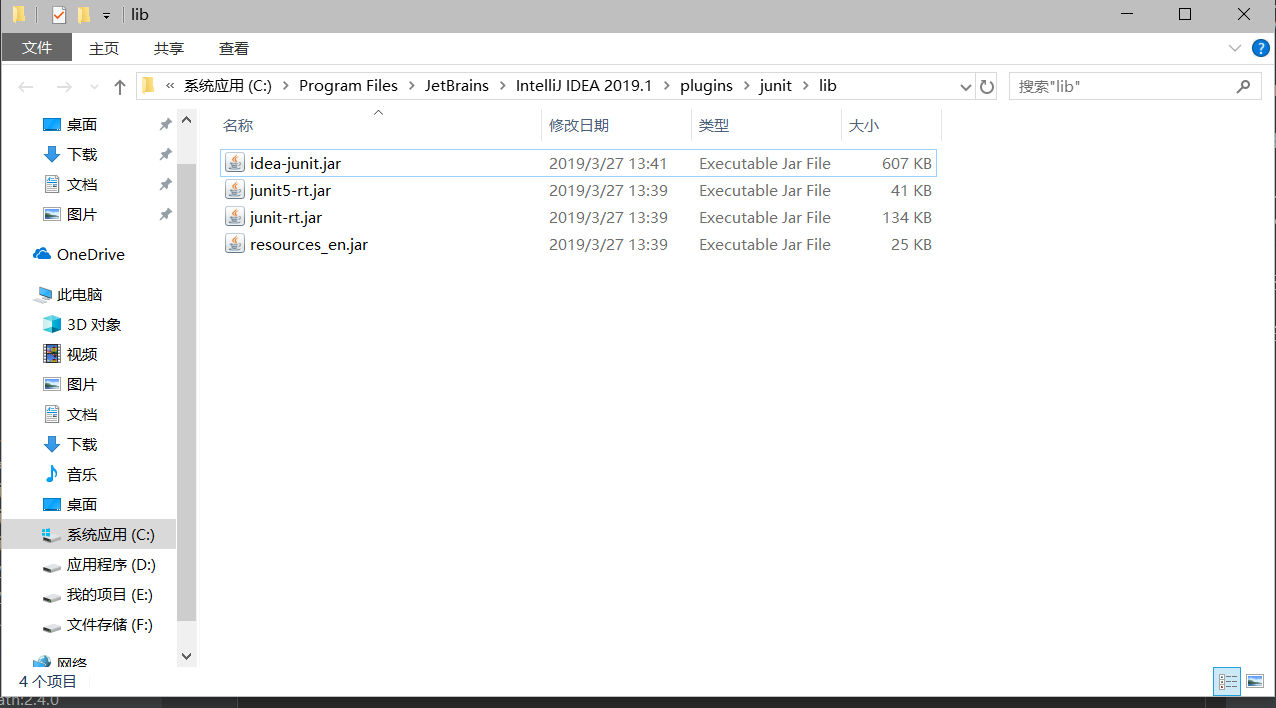 lib
文件 主页 共享 查看
« 系统应用 (C:) › Program Files › JetBrains › IntelliJ IDEA 2019.1 › plugins › junit › lib
搜索"lib"
名称 修改日期 类型 大小
idea-junit.jar 2019/3/27 13:41 Executable Jar File 607 KB
junit5-rt.jar 2019/3/27 13:39 Executable Jar File 41 KB
junit-rt.jar 2019/3/27 13:39 Executable Jar File 134 KB
resources_en.jar 2019/3/27 13:39 Executable Jar File 25 KB
桌面
下载
文档
图片
OneDrive
此电脑
3D 对象
视频
图片
文档
下载
音乐
桌面
系统应用 (C:)
应用程序 (D:)
我的项目 (E:)
文件存储 (F:)
网络
4 个项目
ath:2.4.0